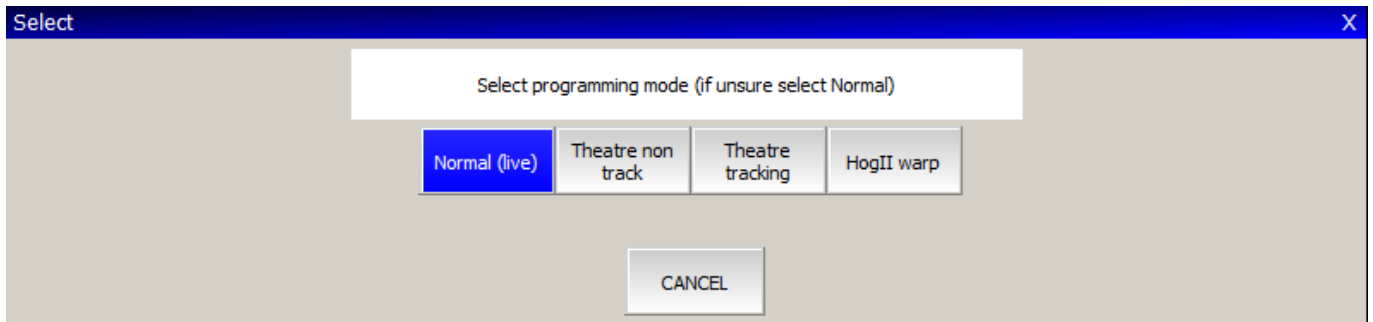 Select X
Select programming mode (if unsure select Normal)
Normal (live)
Theatre non
track
Theatre
tracking
HogII warp
CANCEL